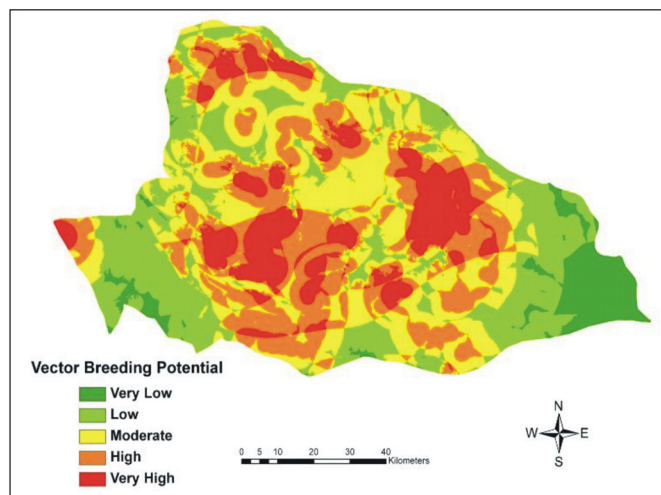 Vector Breeding Potential
Very Low
Low
Moderate
High
Very High
0 5 10 20 30 40
Kilometers
N
W E
S